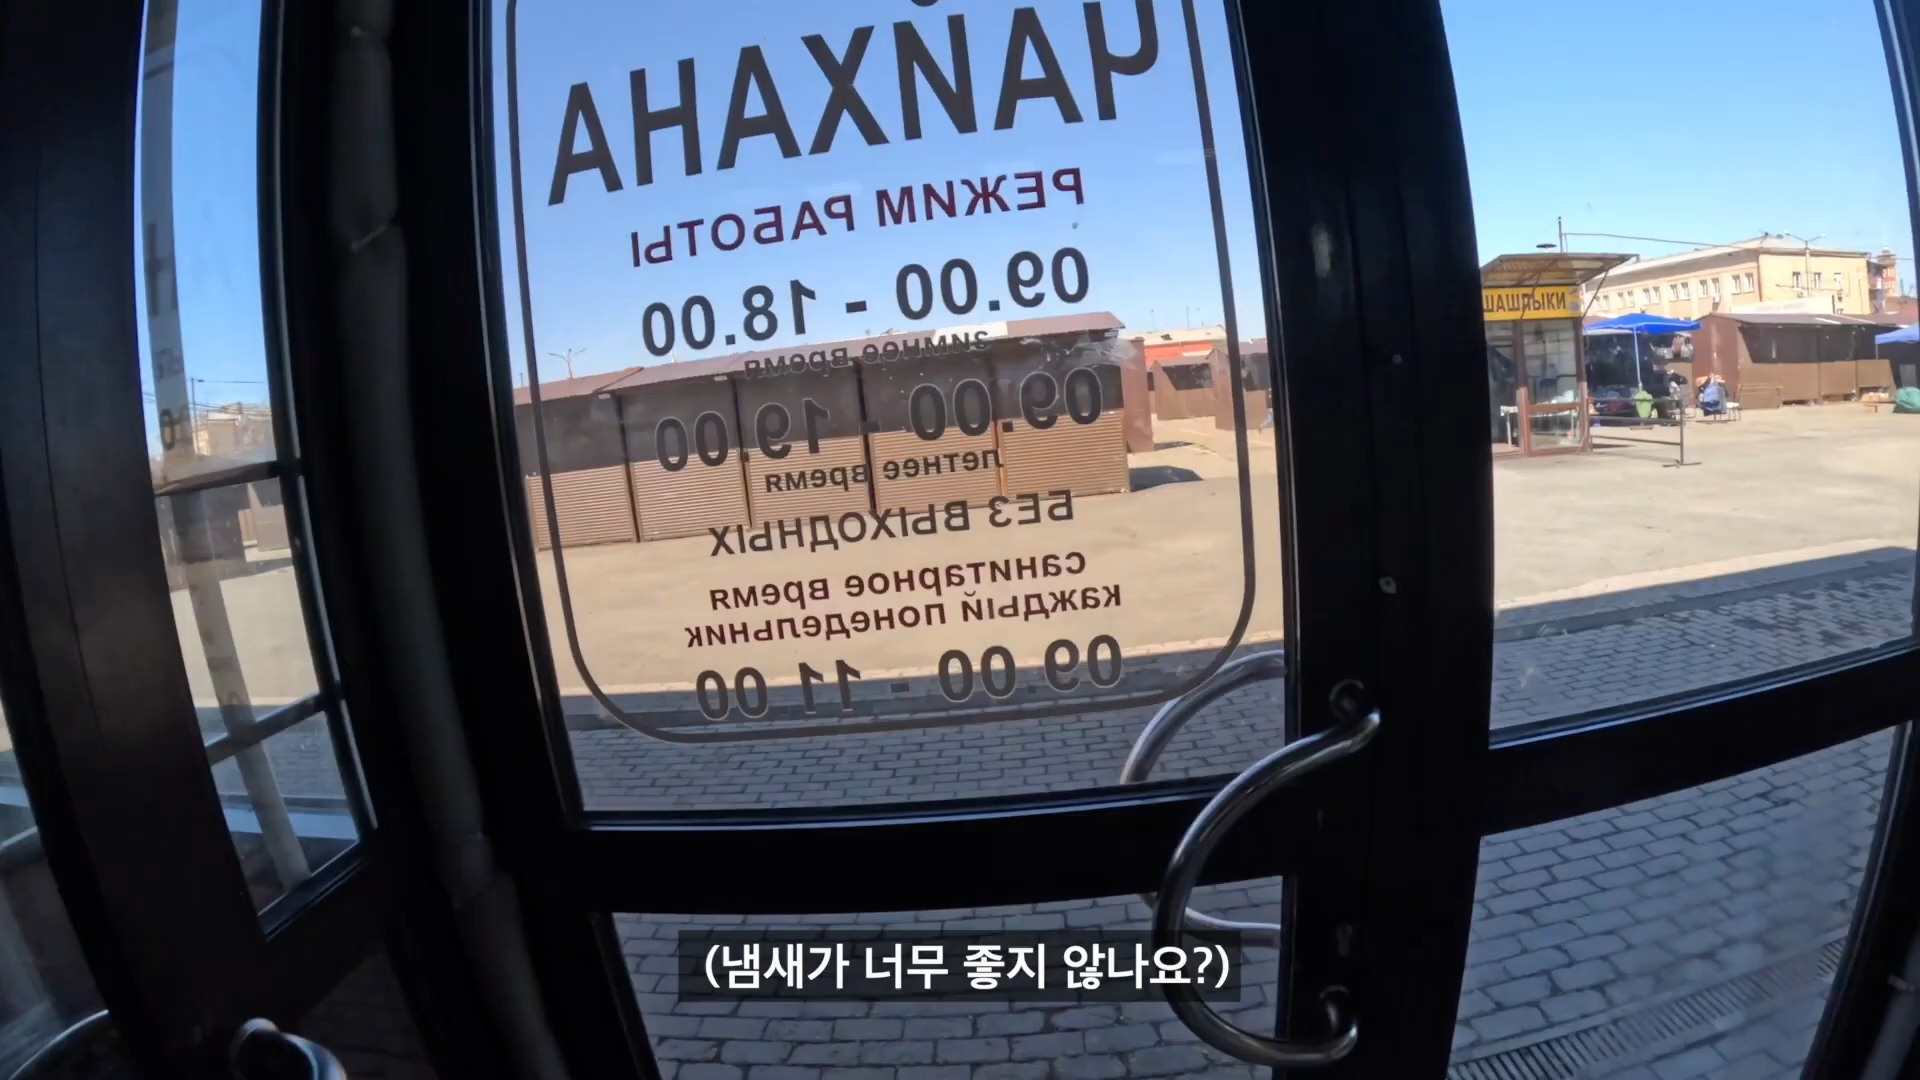 ЧАЙХАНА
РЕЖИМ РАБОТЫ
09.00 - 18.00
зимнее время
09.00 - 19.00
летнее время
БЕЗ ВЫХОДНЫХ
санитарное время
каждый понедельник
09.00 - 11.00
ШАШЛЫКИ
(냄새가 너무 좋지 않나요?)